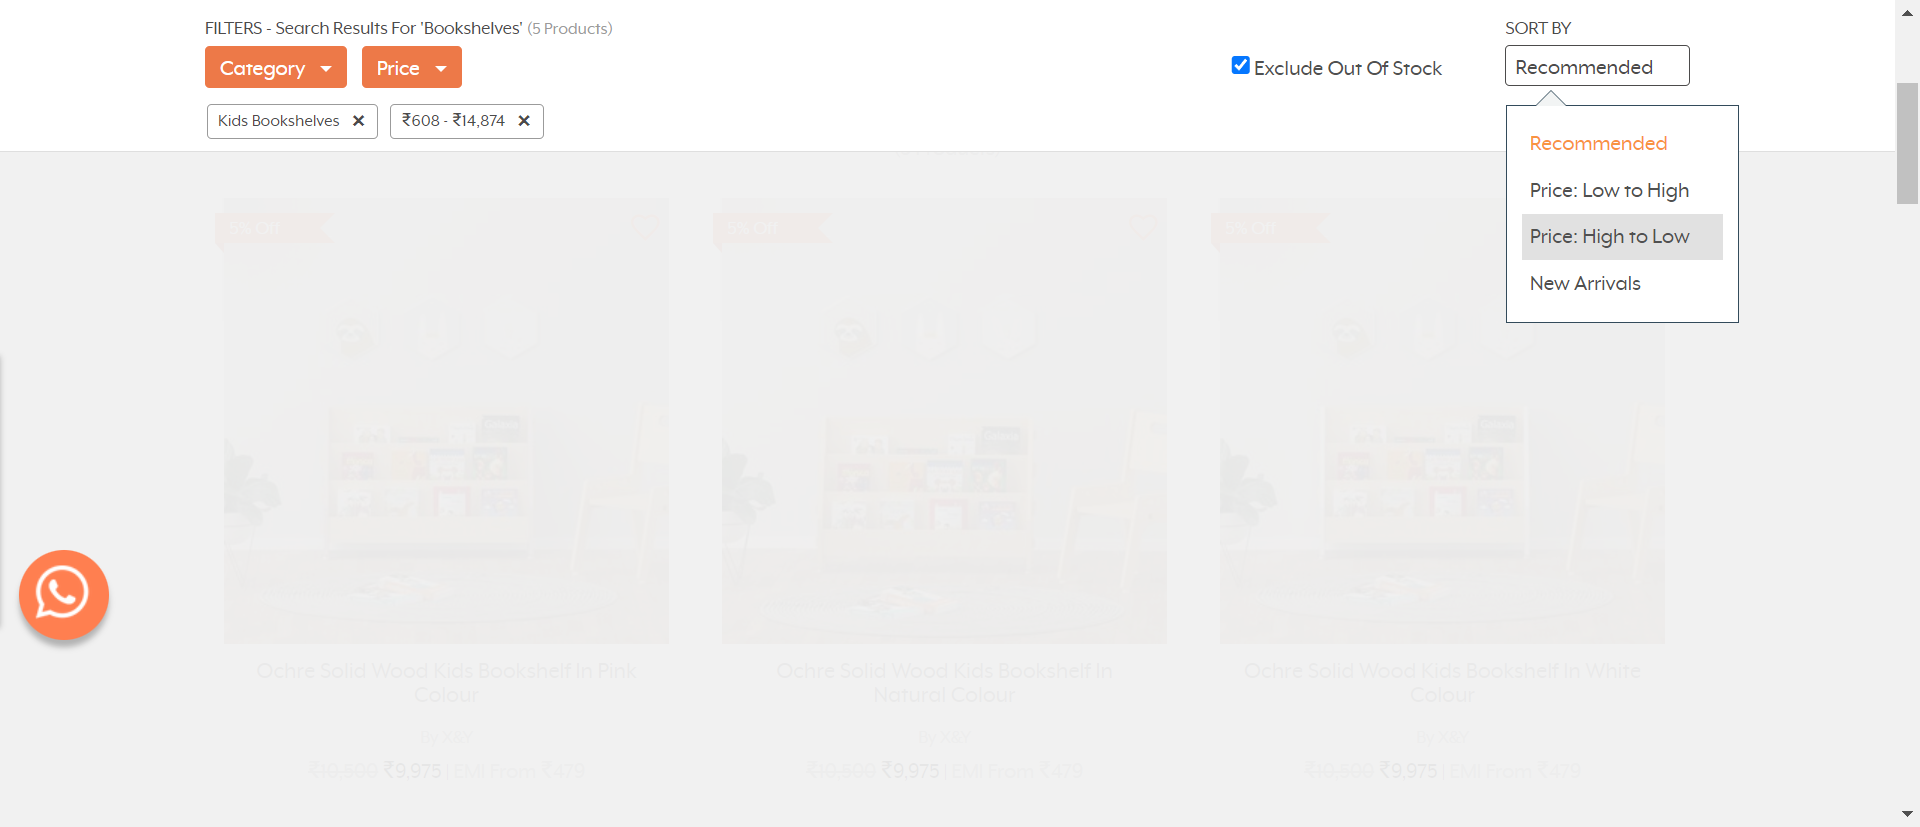 FILTERS - Search Results For 'Bookshelves' (5 Products)
SORT BY
Category
Price
Exclude Out Of Stock
Recommended
Kids Bookshelves ✕
₹608 - ₹14,874 ✕
Recommended
Price: Low to High
Price: High to Low
New Arrivals
5% Off
5% Off
5% Off
Ochre Solid Wood Kids Bookshelf In Pink
Colour
By X&Y
₹10,500 ₹9,975 | EMI From ₹479
Ochre Solid Wood Kids Bookshelf In
Natural Colour
By X&Y
₹10,500 ₹9,975 | EMI From ₹479
Ochre Solid Wood Kids Bookshelf In White
Colour
By X&Y
₹10,500 ₹9,975 | EMI From ₹479